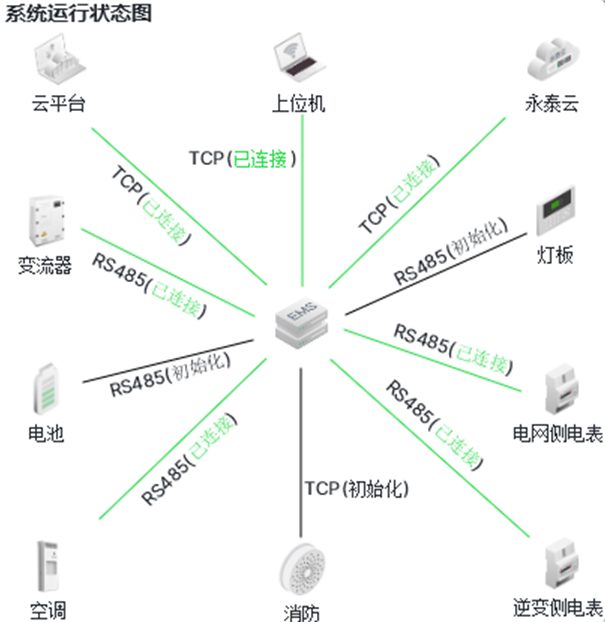 系统运行状态图
云平台
上位机
永泰云
TCP(已连接)
TCP(已连接)
TCP(已连接)
变流器
RS485(已连接)
RS485(初始化)
灯板
EMS
RS485(初始化)
RS485(已连接)
电池
电网侧电表
RS485(已连接)
RS485(已连接)
TCP(初始化)
空调
消防
逆变侧电表